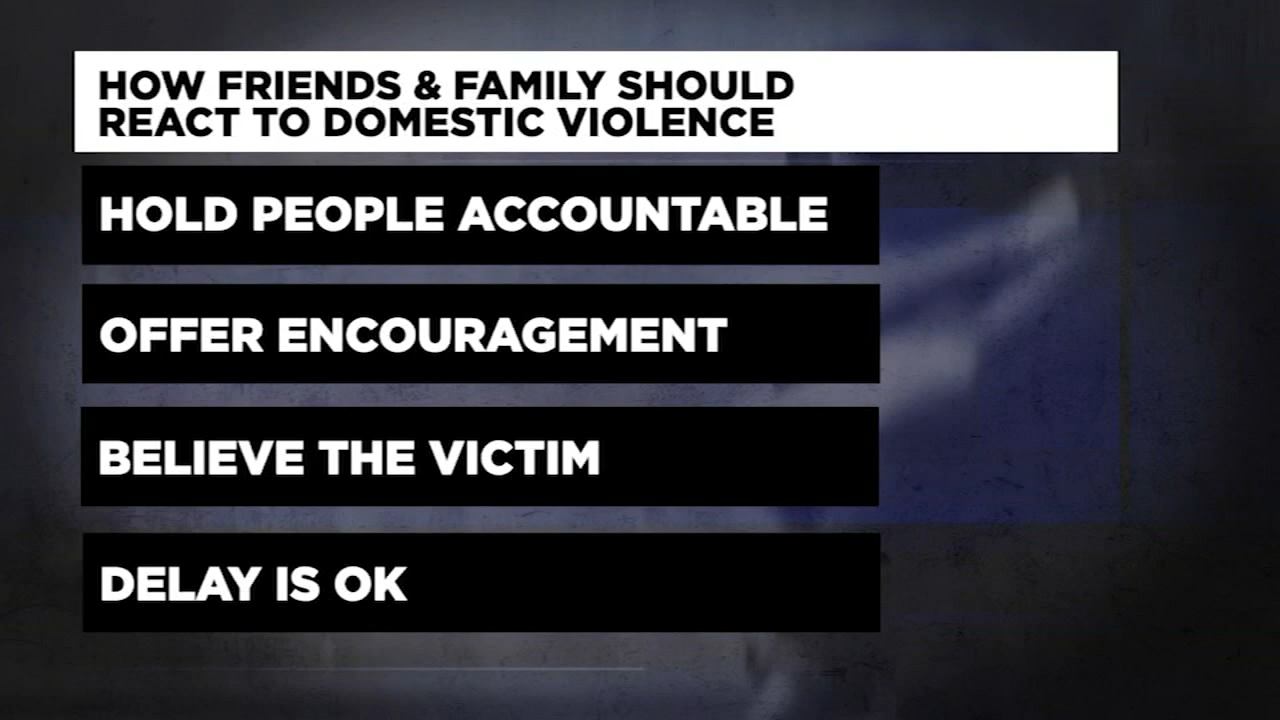 HOW FRIENDS & FAMILY SHOULD
REACT TO DOMESTIC VIOLENCE
HOLD PEOPLE ACCOUNTABLE
OFFER ENCOURAGEMENT
BELIEVE THE VICTIM
DELAY IS OK